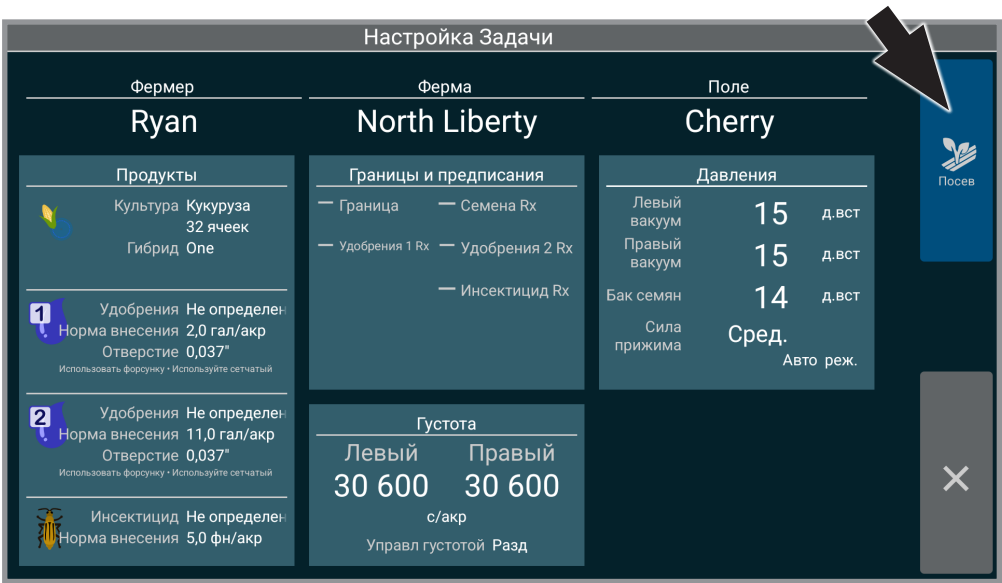 Настройка Задачи
Фермер
Ryan
Ферма
North Liberty
Поле
Cherry
Продукты
Культура Кукуруза
32 ячеек
Гибрид One
1
Удобрения Не определен
Норма внесения 2,0 гал/акр
Отверстие 0,037"
Использовать форсунку • Используйте сетчатый
2
Удобрения Не определен
Норма внесения 11,0 гал/акр
Отверстие 0,037"
Использовать форсунку • Используйте сетчатый
Инсектицид Не определен
Норма внесения 5,0 фн/акр
Границы и предписания
— Граница — Семена Rx
— Удобрения 1 Rx — Удобрения 2 Rx
— Инсектицид Rx
Густота
Левый Правый
30 600 30 600
с/акр
Управл густотой Разд
Давления
Левый
вакуум 15 д.вст
Правый
вакуум 15 д.вст
Бак семян 14 д.вст
Сила
прижима Сред.
Авто реж.
Посев